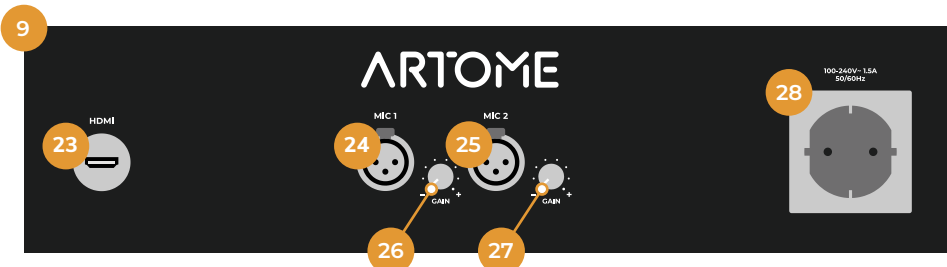 9
ARTOME
100-240V~ 1.5A
50/60Hz
28
HDMI
MIC 1
MIC 2
23
24
25
- GAIN +
- GAIN +
26
27